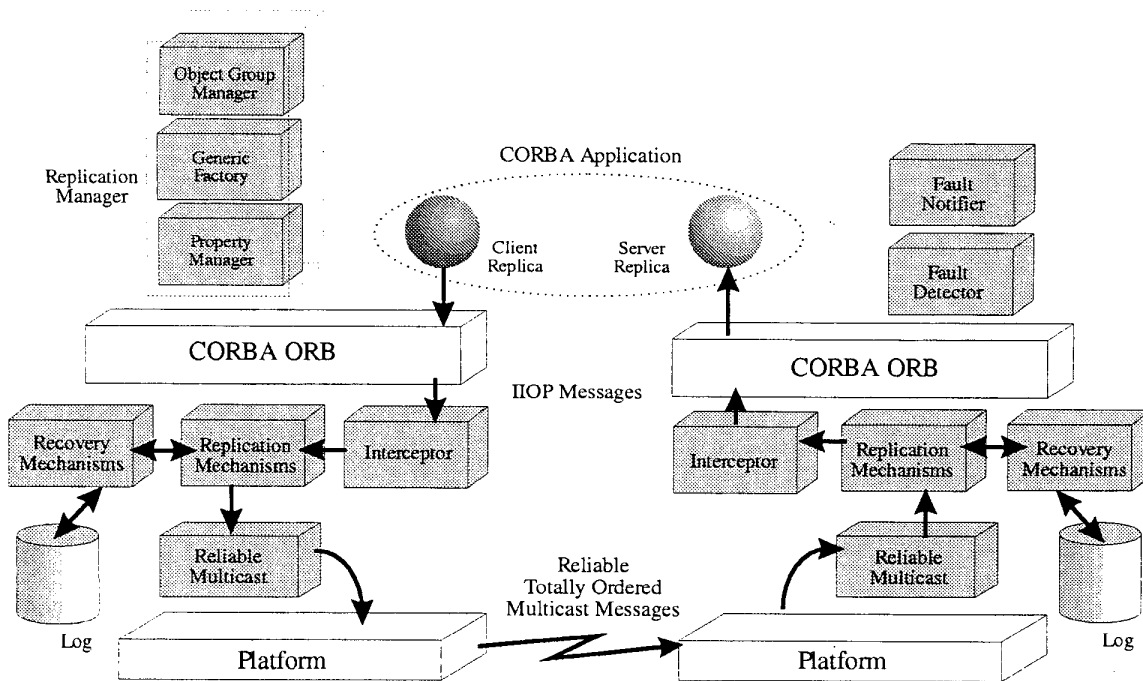 Object Group
Manager
Generic
Factory
Property
Manager
Replication
Manager
CORBA Application
Client
Replica
Server
Replica
Fault
Notifier
Fault
Detector
CORBA ORB
CORBA ORB
IIOP Messages
Recovery
Mechanisms
Replication
Mechanisms
Interceptor
Interceptor
Replication
Mechanisms
Recovery
Mechanisms
Reliable
Multicast
Reliable
Totally Ordered
Multicast Messages
Reliable
Multicast
Log
Platform
Platform
Log